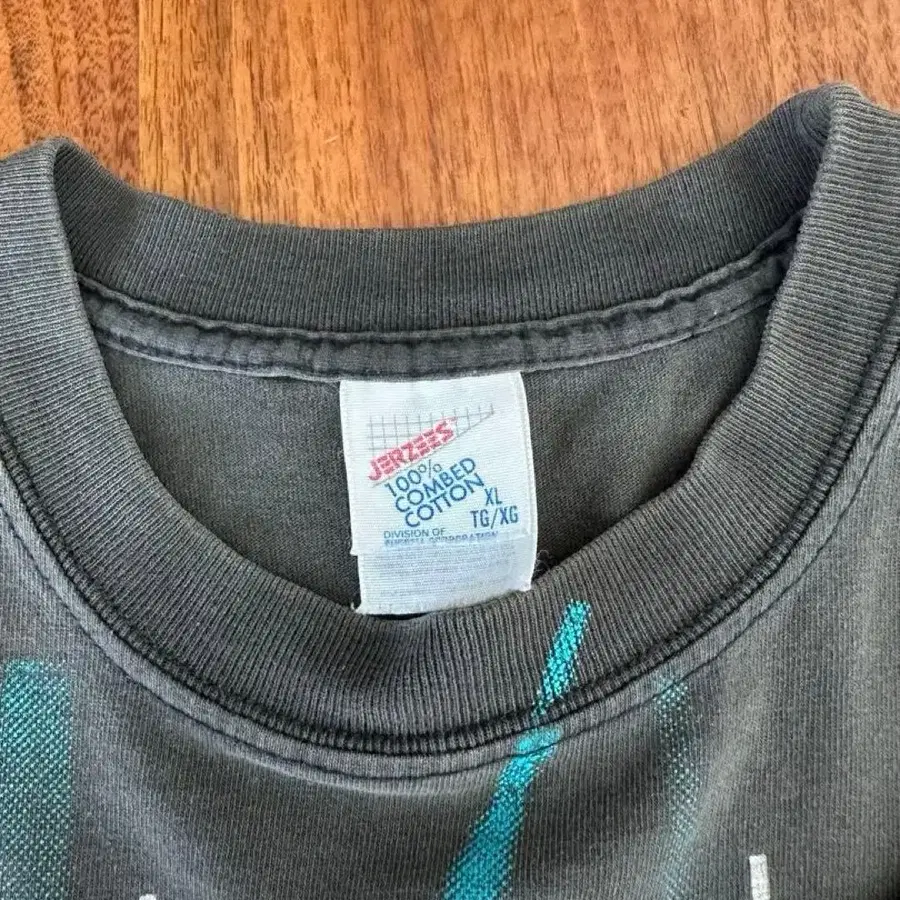 JERZEES
100%
COMBED
COTTON
XL
TG/XG
DIVISION OF